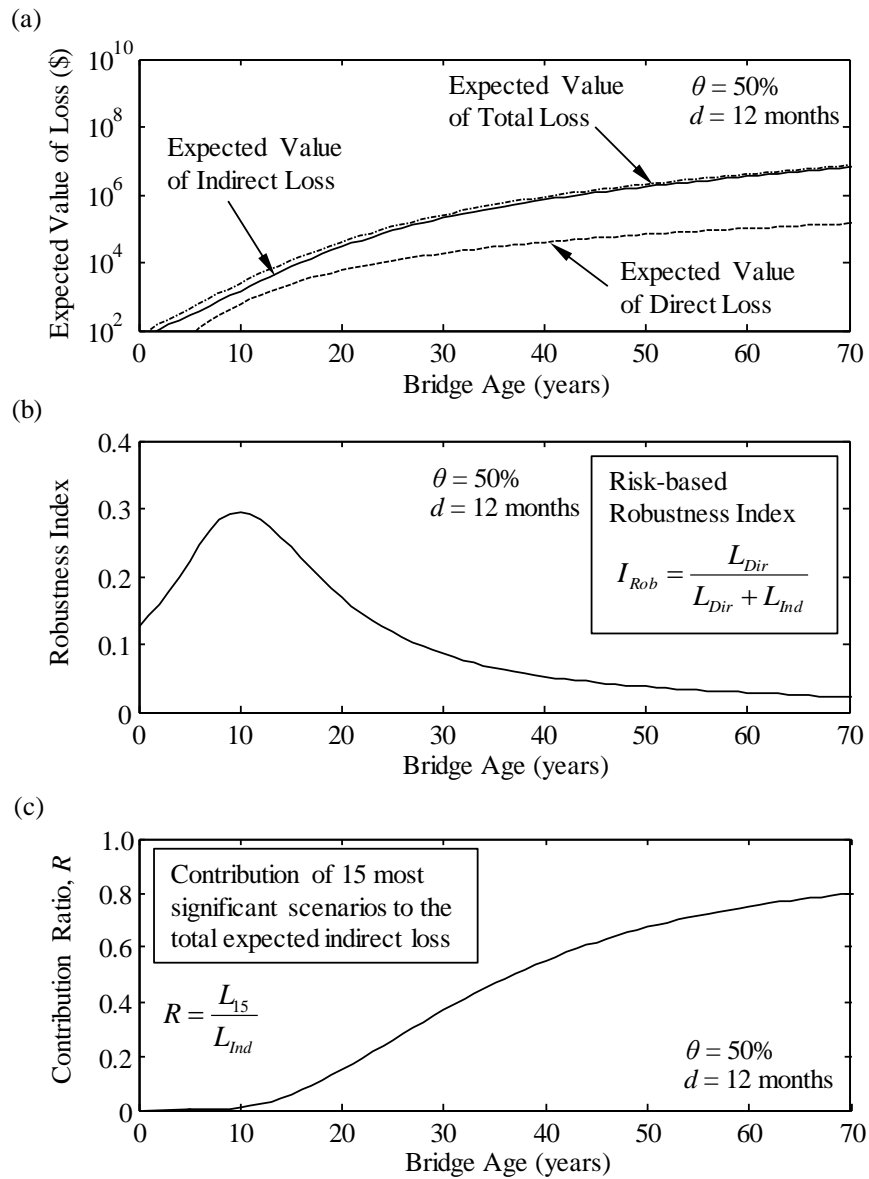 (a)
10^10
10^8
10^6
10^4
10^2
Expected Value of Loss ($)
Expected Value
of Indirect Loss
Expected Value
of Total Loss
θ = 50%
d = 12 months
Expected Value
of Direct Loss
0 10 20 30 40 50 60 70
Bridge Age (years)
(b)
0.4
0.3
0.2
0.1
0
Robustness Index
θ = 50%
d = 12 months
Risk-based
Robustness Index
I_Rob = L_Dir / (L_Dir + L_Ind)
0 10 20 30 40 50 60 70
Bridge Age (years)
(c)
1.0
0.8
0.6
0.4
0.2
0
Contribution Ratio, R
Contribution of 15 most
significant scenarios to the
total expected indirect loss
R = L_15 / L_Ind
θ = 50%
d = 12 months
0 10 20 30 40 50 60 70
Bridge Age (years)